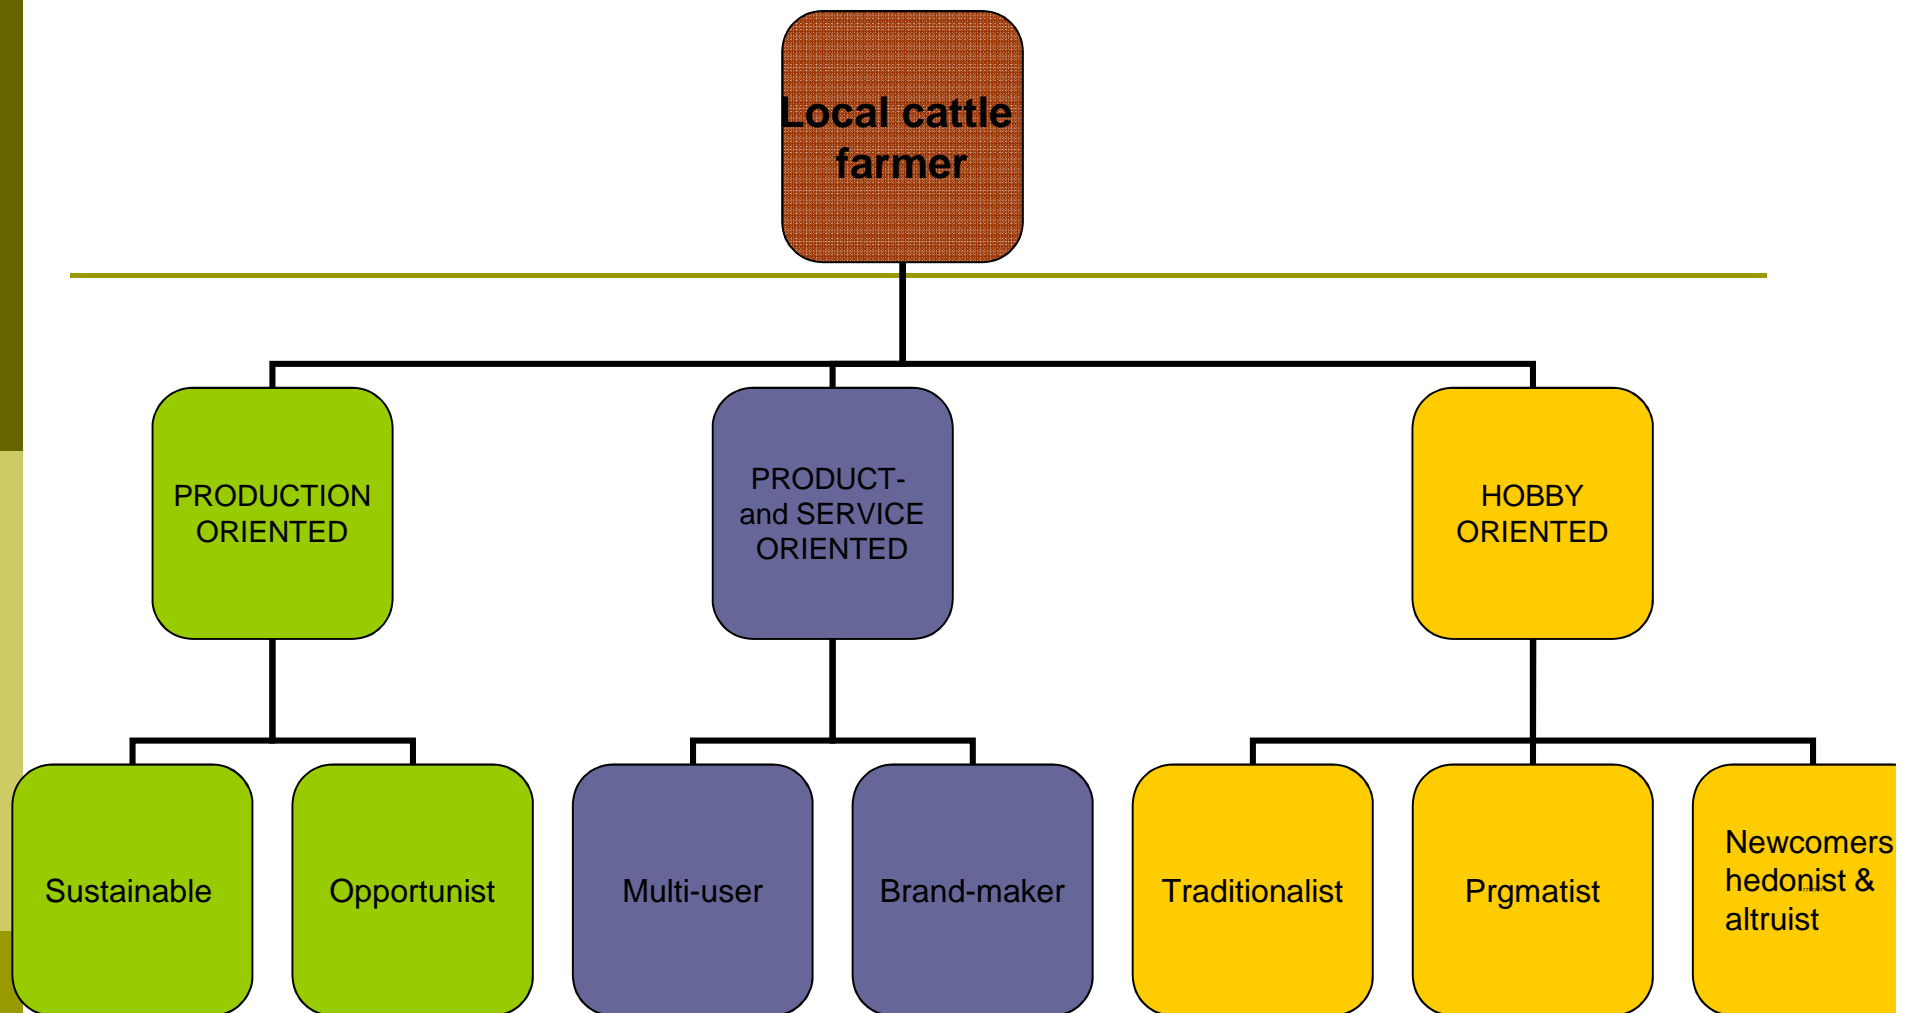 Local cattle
farmer
PRODUCTION
ORIENTED
PRODUCT-
and SERVICE
ORIENTED
HOBBY
ORIENTED
Sustainable
Opportunist
Multi-user
Brand-maker
Traditionalist
Prgmatist
Newcomers
hedonist &
altruist